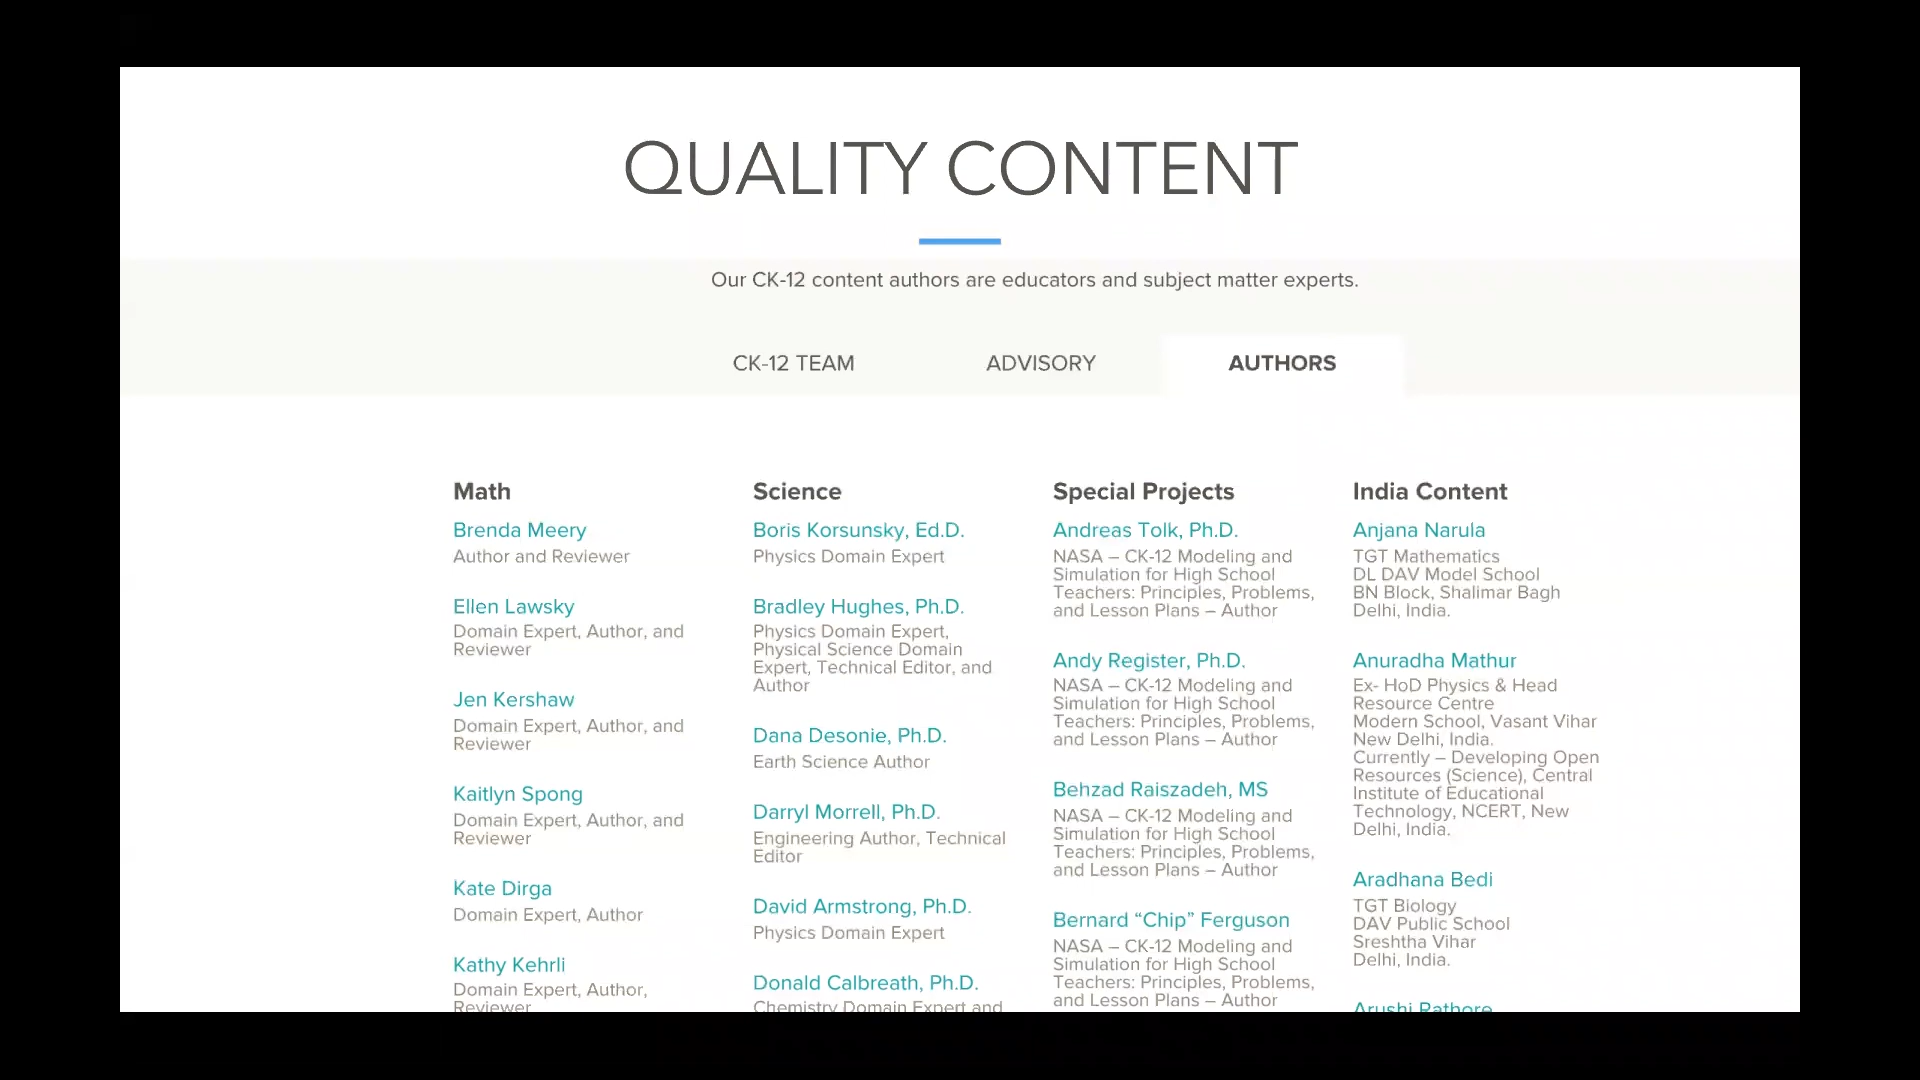 QUALITY CONTENT
Our CK-12 content authors are educators and subject matter experts.
CK-12 TEAM
ADVISORY
AUTHORS
Math
Brenda Meery
Author and Reviewer
Ellen Lawsky
Domain Expert, Author, and
Reviewer
Jen Kershaw
Domain Expert, Author, and
Reviewer
Kaitlyn Spong
Domain Expert, Author, and
Reviewer
Kate Dirga
Domain Expert, Author
Kathy Kehrli
Domain Expert, Author,
Reviewer
Science
Boris Korsunsky, Ed.D.
Physics Domain Expert
Bradley Hughes, Ph.D.
Physics Domain Expert,
Physical Science Domain
Expert, Technical Editor, and
Author
Dana Desonie, Ph.D.
Earth Science Author
Darryl Morrell, Ph.D.
Engineering Author, Technical
Editor
David Armstrong, Ph.D.
Physics Domain Expert
Donald Calbreath, Ph.D.
Chemistry Domain Expert and
Special Projects
Andreas Tolk, Ph.D.
NASA – CK-12 Modeling and
Simulation for High School
Teachers: Principles, Problems,
and Lesson Plans – Author
Andy Register, Ph.D.
NASA – CK-12 Modeling and
Simulation for High School
Teachers: Principles, Problems,
and Lesson Plans – Author
Behzad Raiszadeh, MS
NASA – CK-12 Modeling and
Simulation for High School
Teachers: Principles, Problems,
and Lesson Plans – Author
Bernard “Chip” Ferguson
NASA – CK-12 Modeling and
Simulation for High School
Teachers: Principles, Problems,
and Lesson Plans – Author
India Content
Anjana Narula
TGT Mathematics
DL DAV Model School
BN Block, Shalimar Bagh
Delhi, India.
Anuradha Mathur
Ex- HoD Physics & Head
Resource Centre
Modern School, Vasant Vihar
New Delhi, India.
Currently – Developing Open
Resources (Science), Central
Institute of Educational
Technology, NCERT, New
Delhi, India.
Aradhana Bedi
TGT Biology
DAV Public School
Sreshtha Vihar
Delhi, India.
Arushi Rathore